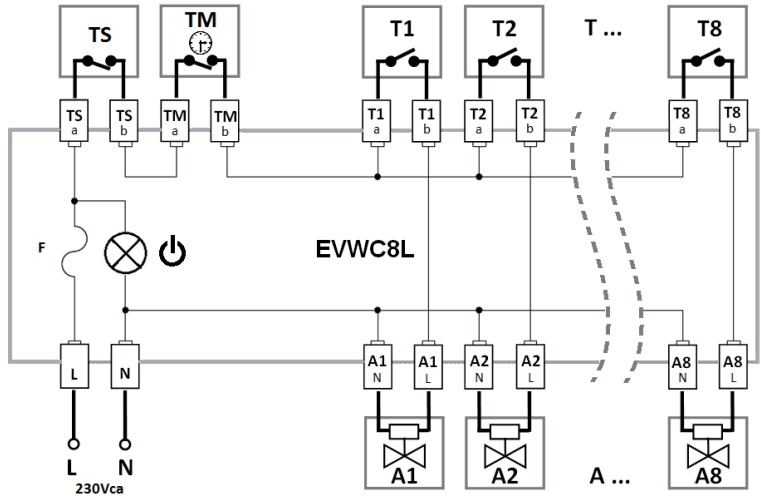 TS TM T1 T2 T ... T8
TS TS TM TM T1 T1 T2 T2 T8 T8
a b a b a b a b a b
F EVWC8L
L N A1 A1 A2 A2 A8 A8
N L N L N L
L N A1 A2 A ... A8
230Vca